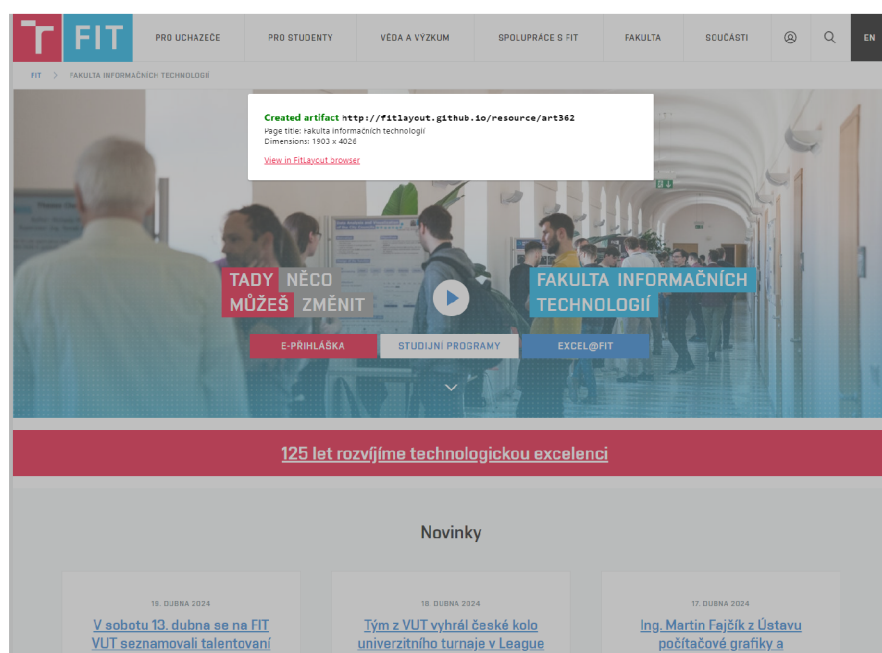 FIT
PRO UCHAZEČE
PRO STUDENTY
VĚDA A VÝZKUM
SPOLUPRÁCE S FIT
FAKULTA
SOUČÁSTI
EN
FIT > FAKULTA INFORMAČNÍCH TECHNOLOGIÍ
Created artifact http://fitlayout.github.io/resource/art362
Page title: Fakulta informačních technologií
Dimensions: 1903 x 4026
View in FitLayout browser
TADY NĚCO
MŮŽEŠ ZMĚNIT
FAKULTA INFORMAČNÍCH
TECHNOLOGIÍ
E-PŘIHLÁŠKA
STUDIJNÍ PROGRAMY
EXCEL@FIT
125 let rozvíjíme technologickou excelenci
Novinky
19. DUBNA 2024
V sobotu 13. dubna se na FIT
VUT seznamovali talentovaní
18. DUBNA 2024
Tým z VUT vyhrál české kolo
univerzitního turnaje v League
17. DUBNA 2024
Ing. Martin Fajčík z Ústavu
počítačové grafiky a